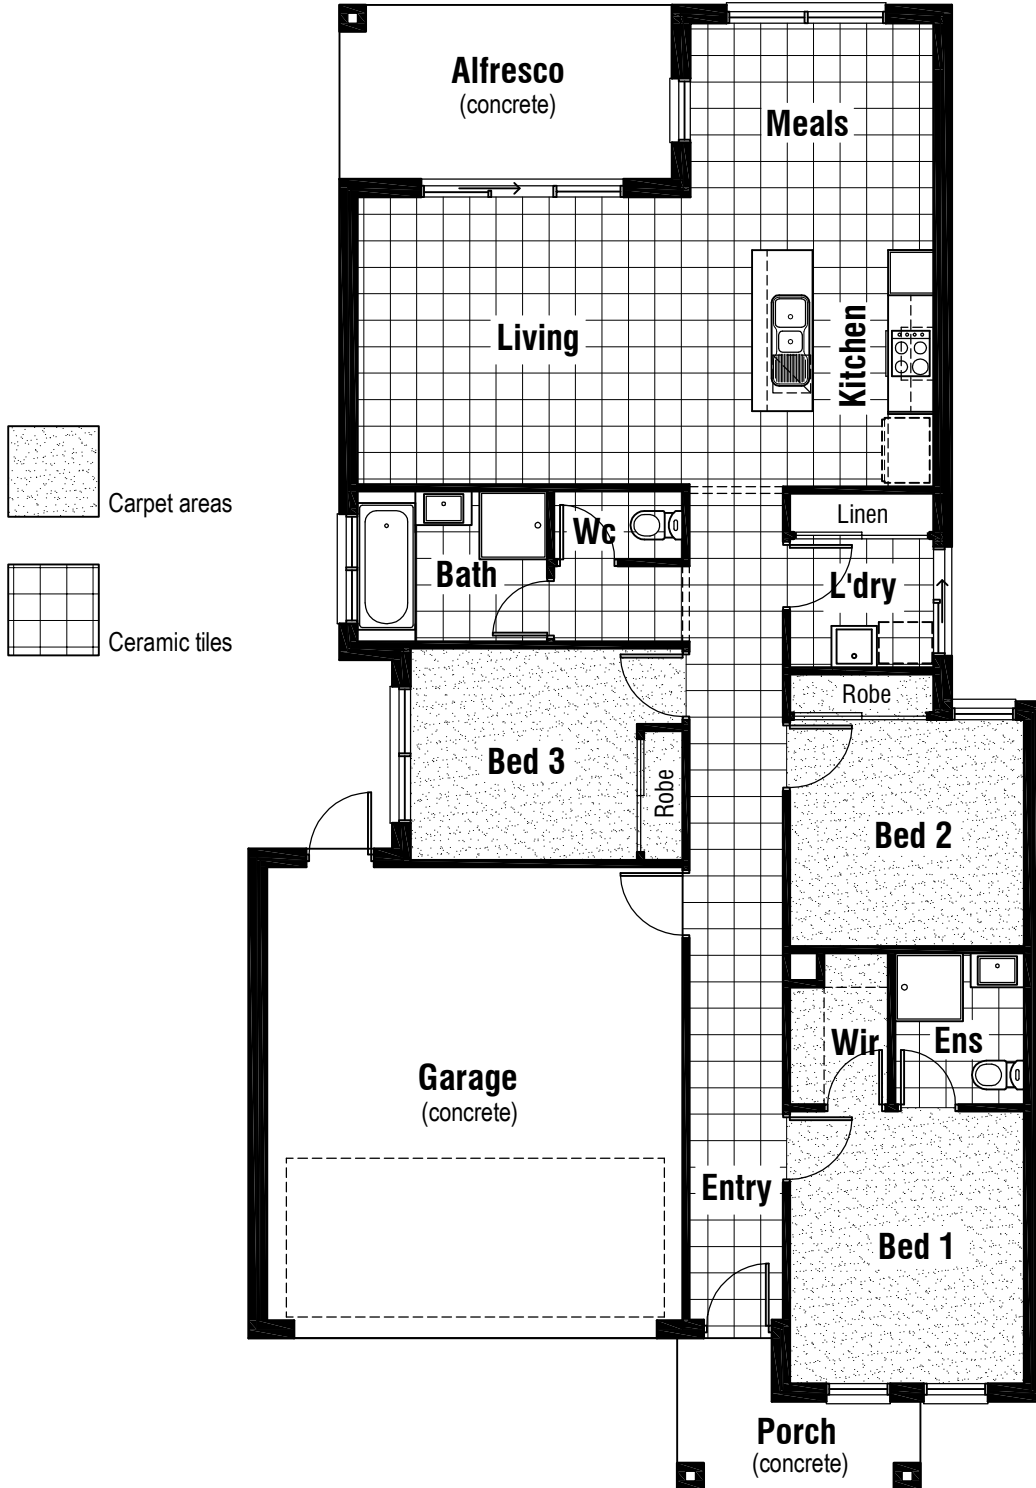 Alfresco
(concrete)
Meals
Living
Kitchen
Carpet areas
Ceramic tiles
Linen
Wc
Bath
L'dry
Robe
Bed 3
Robe
Bed 2
Wir
Ens
Garage
(concrete)
Entry
Bed 1
Porch
(concrete)